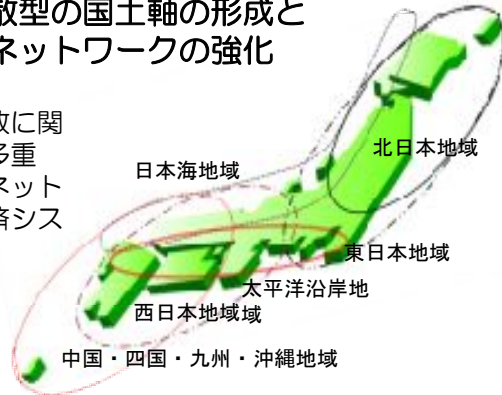 散型の国土軸の形成と
ネットワークの強化
政に関
多重
ネット
済シス
日本海地域
北日本地域
東日本地域
太平洋沿岸地
域
西日本地域
中国・四国・九州・沖縄地域